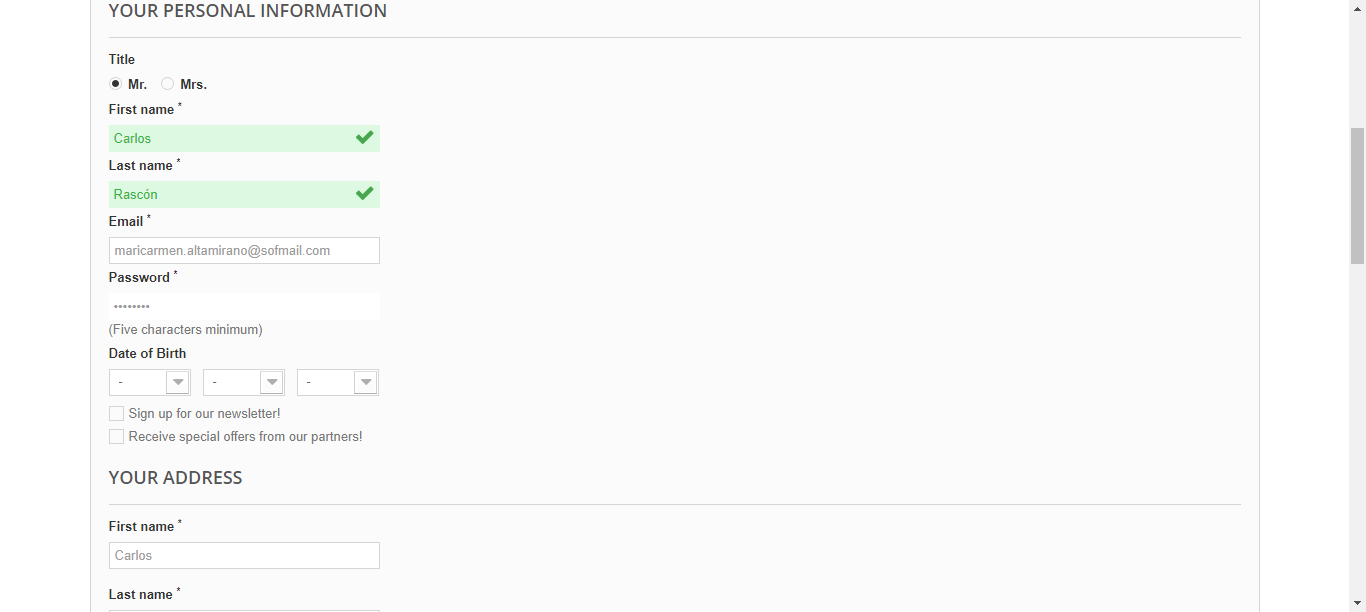 YOUR PERSONAL INFORMATION
Title
Mr. Mrs.
First name *
Carlos
Last name *
Rascón
Email *
maricarmen.altamirano@sofmail.com
Password *
••••••••
(Five characters minimum)
Date of Birth
- - -
Sign up for our newsletter!
Receive special offers from our partners!
YOUR ADDRESS
First name *
Carlos
Last name *